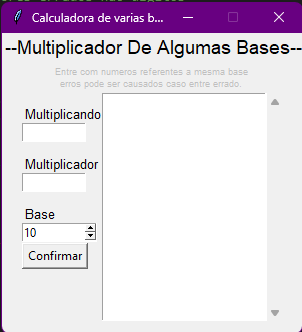 Calculadora de varias b...
--Multiplicador De Algumas Bases--
Entre com numeros referentes a mesma base
erros pode ser causados caso entre errado.
Multiplicando
Multiplicador
Base
10
Confirmar